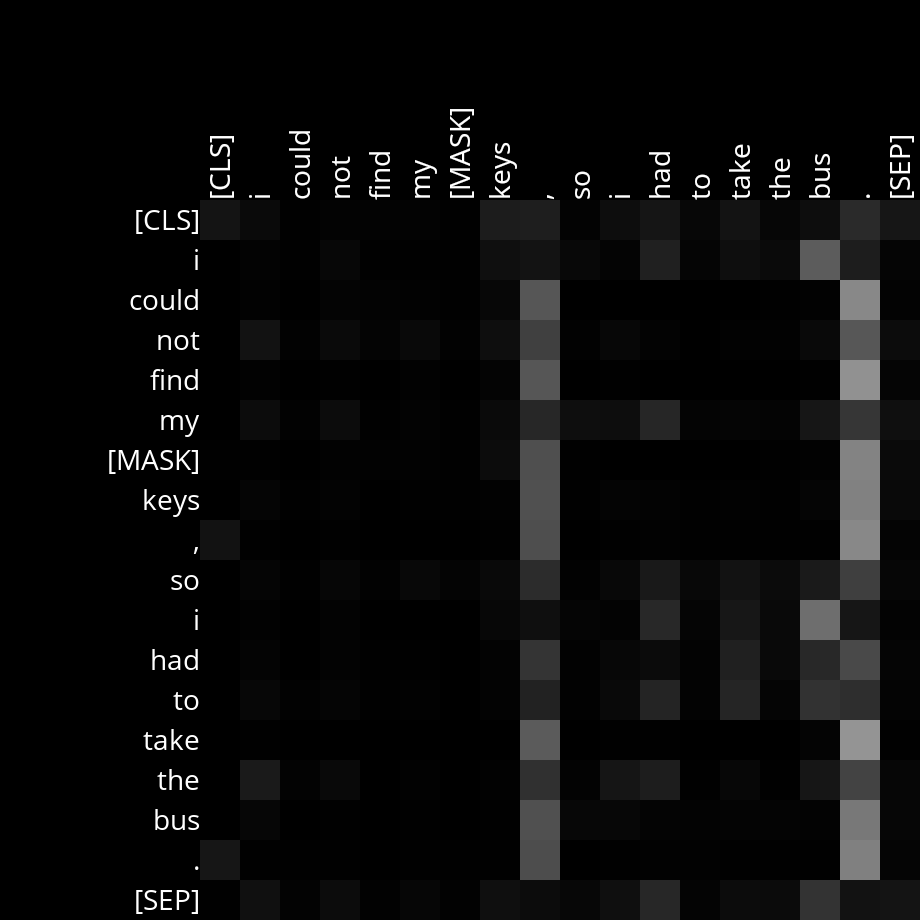 [CLS] i could not find my [MASK] keys , so i had to take the bus . [SEP]
[CLS]
i
could
not
find
my
[MASK]
keys
,
so
i
had
to
take
the
bus
.
[SEP]